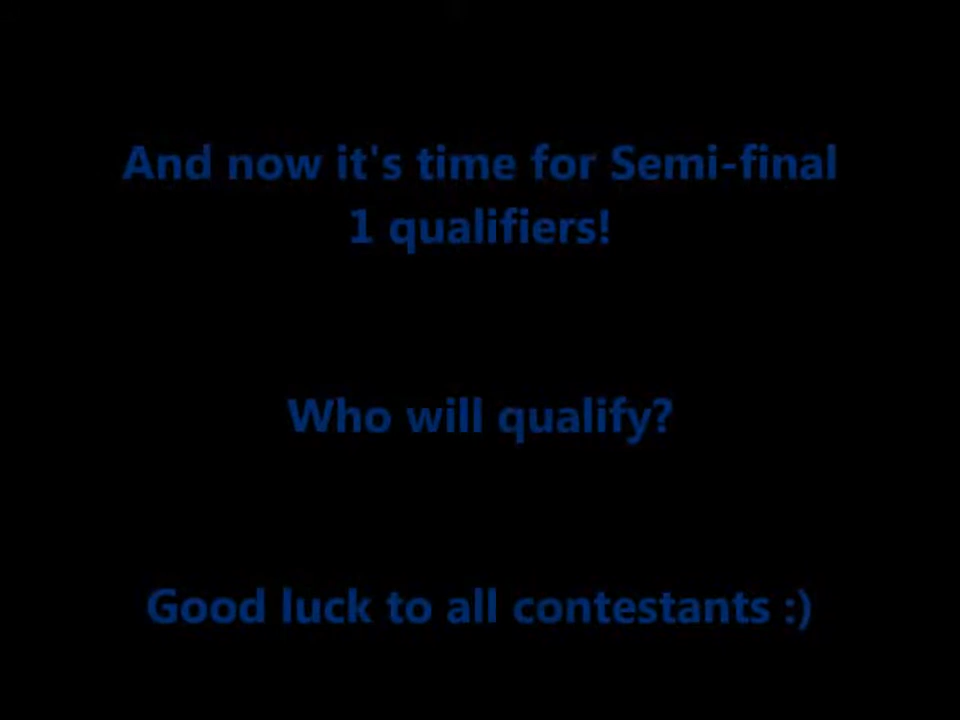 And now it's time for Semi-final
1 qualifiers!
Who will qualify?
Good luck to all contestants :)